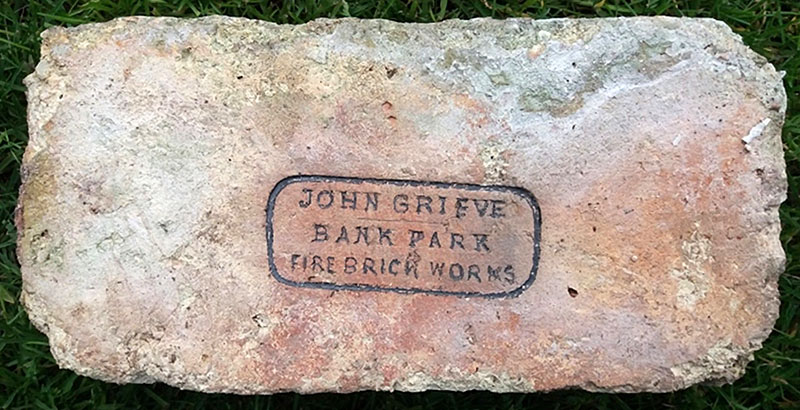 JOHN GRIEVE
BANK PARK
FIRE BRICK WORKS